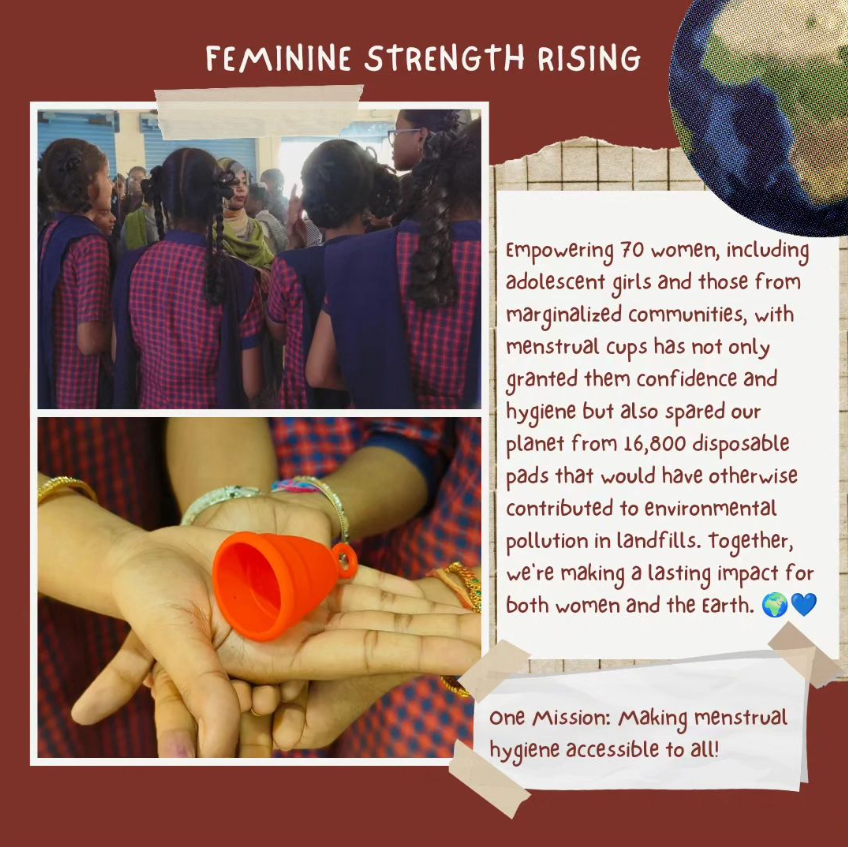 FEMININE STRENGTH RISING
Empowering 70 women, including
adolescent girls and those from
marginalized communities, with
menstrual cups has not only
granted them confidence and
hygiene but also spared our
planet from 16,800 disposable
pads that would have otherwise
contributed to environmental
pollution in landfills. Together,
we're making a lasting impact for
both women and the Earth. 🌍💙
One Mission: Making menstrual
hygiene accessible to all!